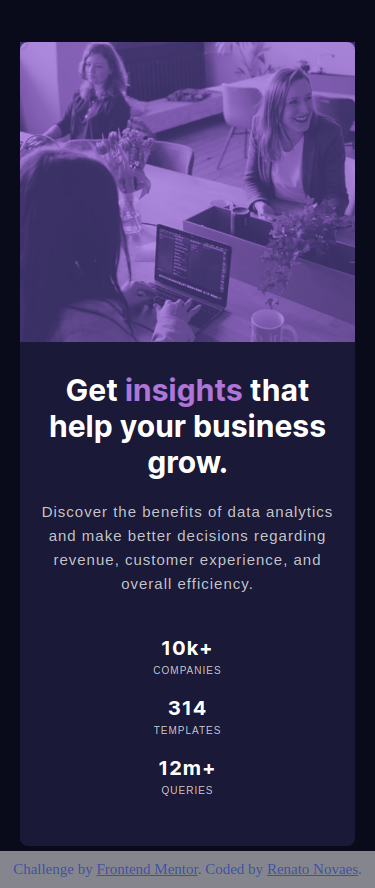 Get insights that
help your business
grow.
Discover the benefits of data analytics
and make better decisions regarding
revenue, customer experience, and
overall efficiency.
10k+
COMPANIES
314
TEMPLATES
12m+
QUERIES
Challenge by Frontend Mentor. Coded by Renato Novaes.